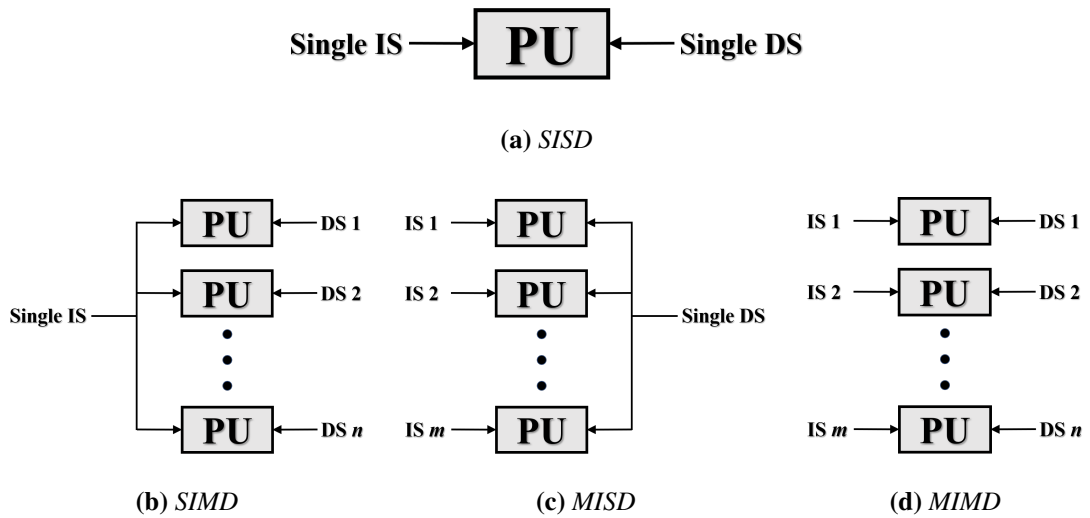 Single IS PU Single DS
(a) SISD
PU DS 1 IS 1 PU IS 1 PU DS 1
PU DS 2 IS 2 PU IS 2 PU DS 2
Single IS Single DS
PU DS n IS m PU IS m PU DS n
(b) SIMD (c) MISD (d) MIMD